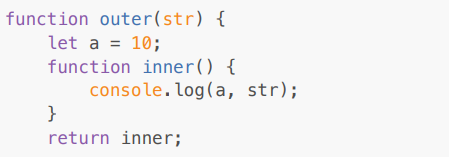 function outer(str) {
    let a = 10;
    function inner() {
        console.log(a, str);
    }
    return inner;